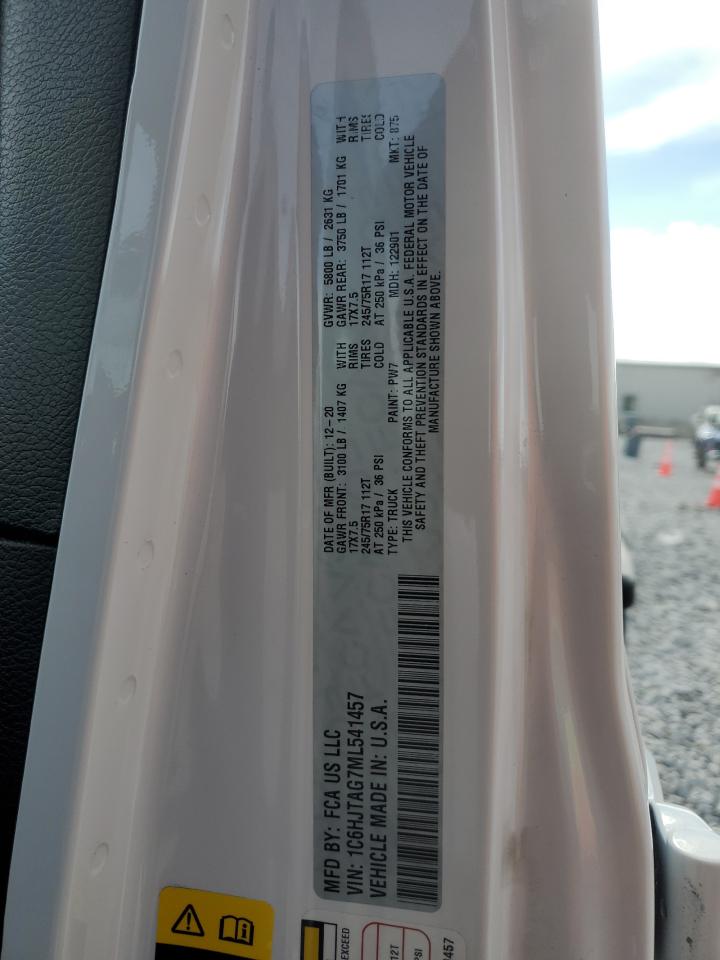 MFD BY: FCA US LLC
VIN: 1C6HJTAG7ML541457
VEHICLE MADE IN: U.S.A.
DATE OF MFR (BUILT): 12-20 GVWR: 5800 LB / 2631 KG
GAWR FRONT: 3100 LB / 1407 KG WITH GAWR REAR: 3750 LB / 1701 KG WITH
17X7.5 RIMS 17X7.5 RIMS
245/75R17 112T TIRES 245/75R17 112T TIRES
AT 250 kPa / 36 PSI COLD AT 250 kPa / 36 PSI COLD
TYPE: TRUCK PAINT: PW7 MDH: 122901 MKT: 875
THIS VEHICLE CONFORMS TO ALL APPLICABLE U.S.A. FEDERAL MOTOR VEHICLE
SAFETY AND THEFT PREVENTION STANDARDS IN EFFECT ON THE DATE OF
MANUFACTURE SHOWN ABOVE.
EXCEED
12T
PSI
1457